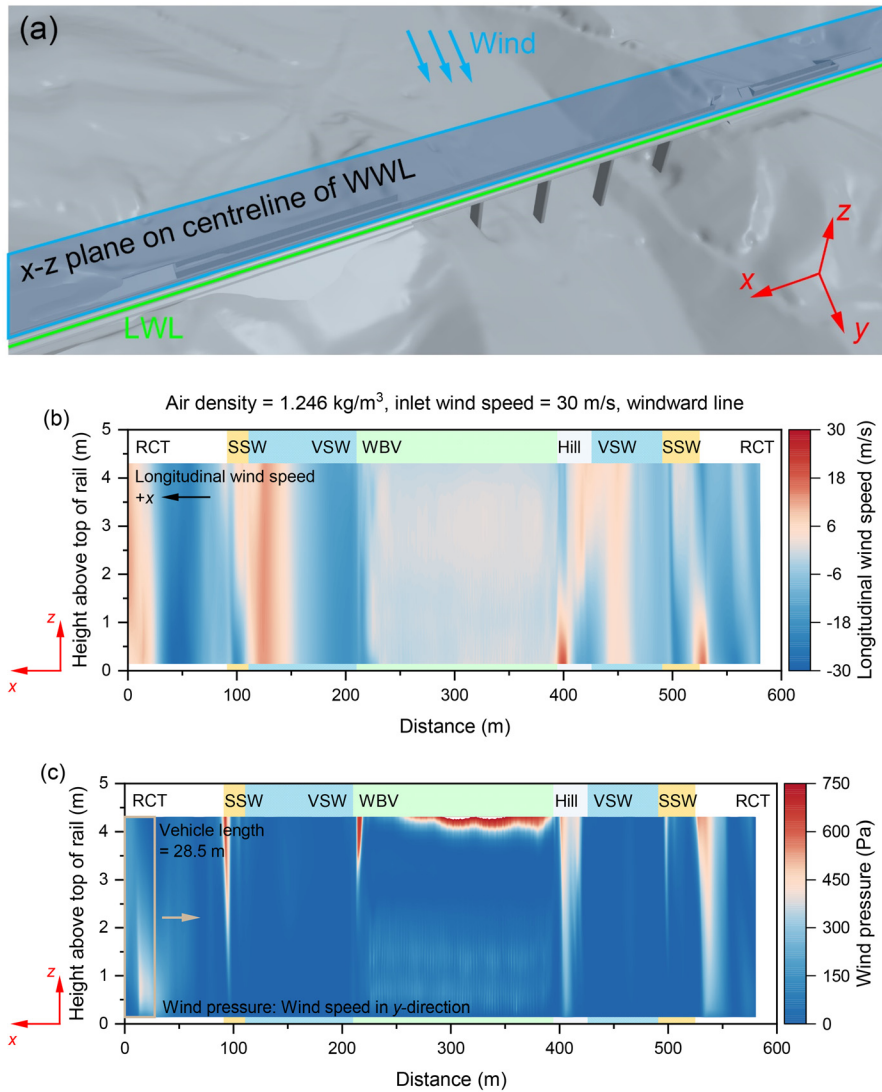 (a)
Wind
x-z plane on centreline of WWL
LWL
z
x
y
(b)
Air density = 1.246 kg/m³, inlet wind speed = 30 m/s, windward line
RCT SSW VSW WBV Hill VSW SSW RCT
Longitudinal wind speed
+x
Height above top of rail (m)
5
4
3
2
1
0
0 100 200 300 400 500 600
Distance (m)
z
x
30
18
6
-6
-18
-30
Longitudinal wind speed (m/s)
(c)
RCT SSW VSW WBV Hill VSW SSW RCT
Vehicle length
= 28.5 m
Wind pressure: Wind speed in y-direction
Height above top of rail (m)
5
4
3
2
1
0
0 100 200 300 400 500 600
Distance (m)
z
x
750
600
450
300
150
0
Wind pressure (Pa)